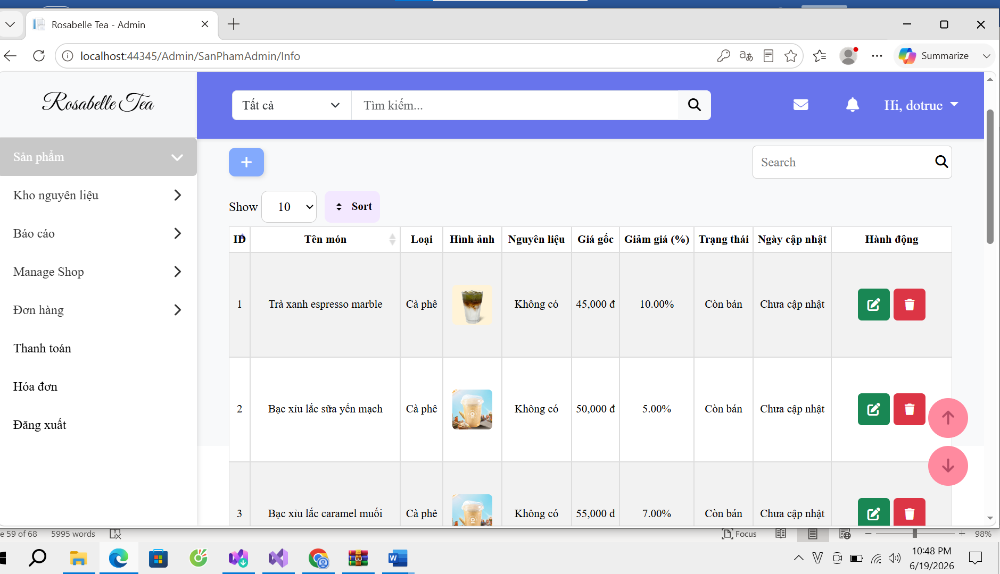 Rosabelle Tea - Admin
localhost:44345/Admin/SanPhamAdmin/Info
Summarize
Rosabelle Tea
Tất cả
Tìm kiếm...
Hi, dotruc
Sản phẩm
Kho nguyên liệu
Báo cáo
Manage Shop
Đơn hàng
Thanh toán
Hóa đơn
Đăng xuất
Search
Show 10 Sort
ID Tên món Loại Hình ảnh Nguyên liệu Giá gốc Giảm giá (%) Trạng thái Ngày cập nhật Hành động
1 Trà xanh espresso marble Cà phê Không có 45,000 đ 10.00% Còn bán Chưa cập nhật
2 Bạc xỉu lắc sữa yến mạch Cà phê Không có 50,000 đ 5.00% Còn bán Chưa cập nhật
3 Bạc xỉu lắc caramel muối Cà phê Không có 55,000 đ 7.00% Còn bán Chưa cập nhật
e 59 of 68 5995 words Focus 98%
10:48 PM
6/19/2026